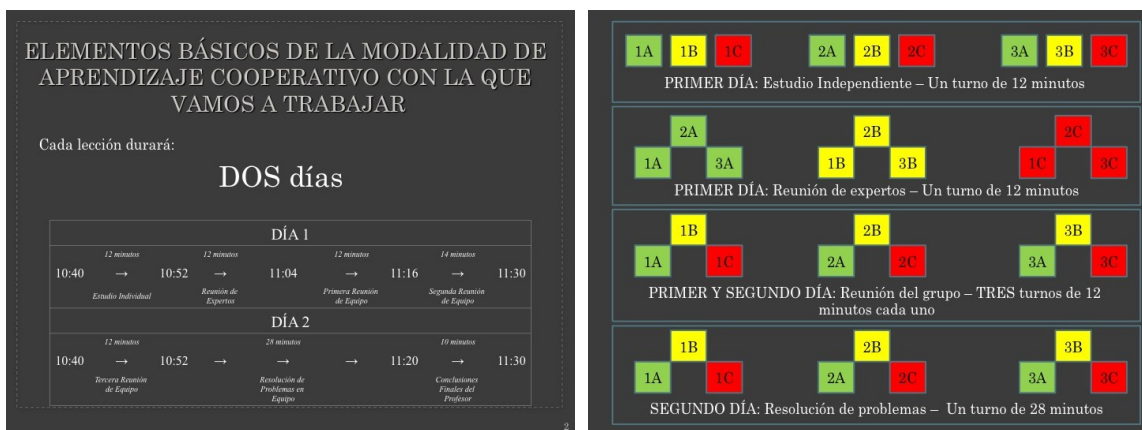 ELEMENTOS BÁSICOS DE LA MODALIDAD DE
APRENDIZAJE COOPERATIVO CON LA QUE
VAMOS A TRABAJAR
Cada lección durará:
DOS días
DÍA 1
12 minutos 12 minutos 12 minutos 14 minutos
10:40 → 10:52 → 11:04 → 11:16 → 11:30
Estudio Individual Reunión de Expertos Primera Reunión de Equipo Segunda Reunión de Equipo
DÍA 2
12 minutos 28 minutos 10 minutos
10:40 → 10:52 → → → 11:20 → 11:30
Tercera Reunión de Equipo Resolución de Problemas en Equipo Conclusiones Finales del Profesor
2
1A 1B 1C 2A 2B 2C 3A 3B 3C
PRIMER DÍA: Estudio Independiente – Un turno de 12 minutos
2A 2B 2C
1A 3A 1B 3B 1C 3C
PRIMER DÍA: Reunión de expertos – Un turno de 12 minutos
1B 2B 3B
1A 1C 2A 2C 3A 3C
PRIMER Y SEGUNDO DÍA: Reunión del grupo – TRES turnos de 12
minutos cada uno
1B 2B 3B
1A 1C 2A 2C 3A 3C
SEGUNDO DÍA: Resolución de problemas – Un turno de 28 minutos